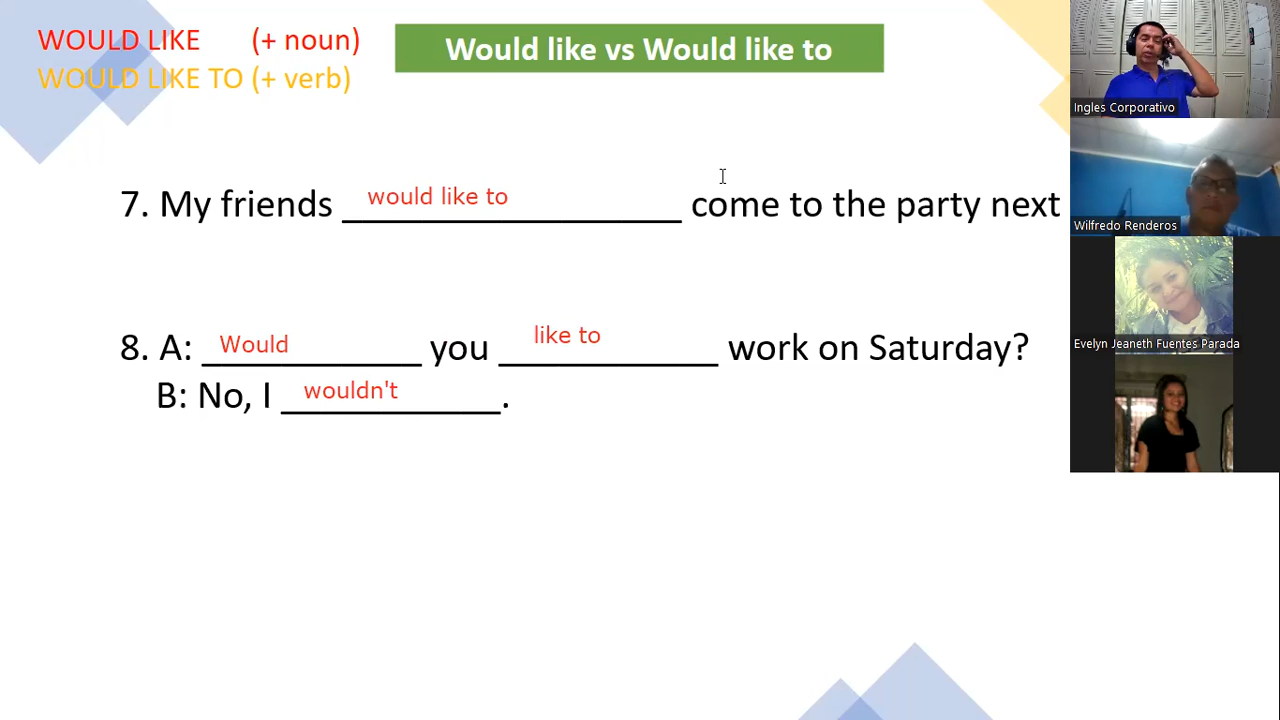 WOULD LIKE (+ noun)
WOULD LIKE TO (+ verb)
Would like vs Would like to
7. My friends would like to come to the party next
8. A: Would you like to work on Saturday?
B: No, I wouldn't.
Ingles Corporativo
Wilfredo Renderos
Evelyn Jeaneth Fuentes Parada